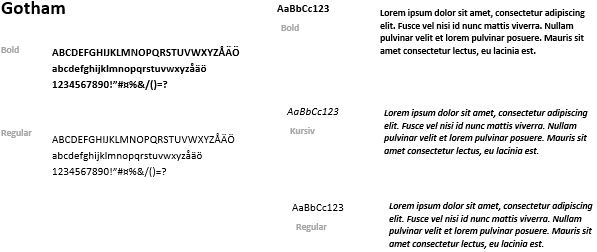 Gotham
Bold
ABCDEFGHIJKLMNOPQRSTUVWXYZÅÄÖ
abcdefghijklmnopqrstuvwxyzåäö
1234567890!”#¤%&/()=?
Regular
ABCDEFGHIJKLMNOPQRSTUVWXYZÅÄÖ
abcdefghijklmnopqrstuvwxyzåäö
1234567890!”#¤%&/()=?
AaBbCc123
Bold
Lorem ipsum dolor sit amet, consectetur adipiscing
elit. Fusce vel nisi id nunc mattis viverra. Nullam
pulvinar velit et lorem pulvinar posuere. Mauris sit
amet consectetur lectus, eu lacinia est.
AaBbCc123
Kursiv
Lorem ipsum dolor sit amet, consectetur adipiscing
elit. Fusce vel nisi id nunc mattis viverra. Nullam
pulvinar velit et lorem pulvinar posuere. Mauris sit
amet consectetur lectus, eu lacinia est.
AaBbCc123
Regular
Lorem ipsum dolor sit amet, consectetur adipiscing
elit. Fusce vel nisi id nunc mattis viverra. Nullam
pulvinar velit et lorem pulvinar posuere. Mauris sit
amet consectetur lectus, eu lacinia est.